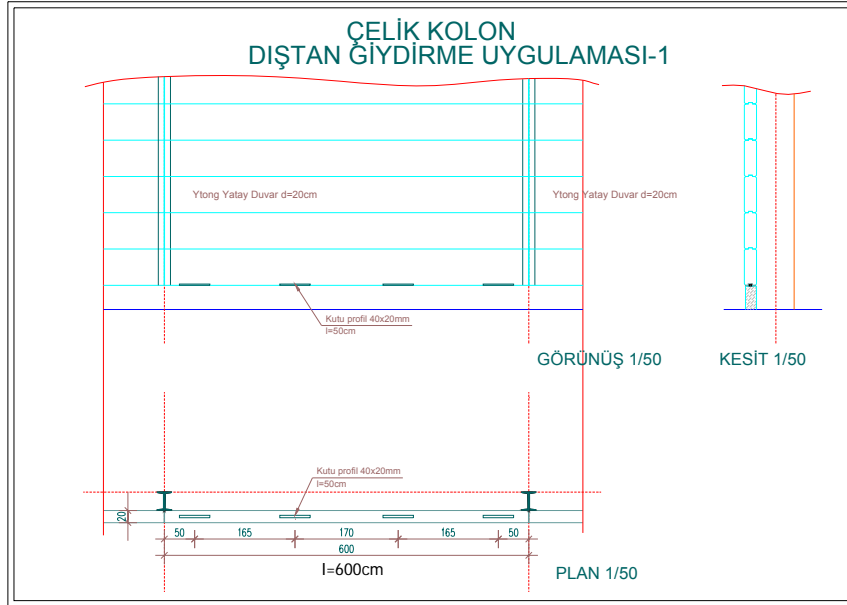 ÇELİK KOLON
DIŞTAN GİYDİRME UYGULAMASI-1
Ytong Yatay Duvar d=20cm
Ytong Yatay Duvar d=20cm
Kutu profil 40x20mm
l=50cm
GÖRÜNÜŞ 1/50
KESİT 1/50
Kutu profil 40x20mm
l=50cm
20
50 165 170 165 50
600
l=600cm
PLAN 1/50